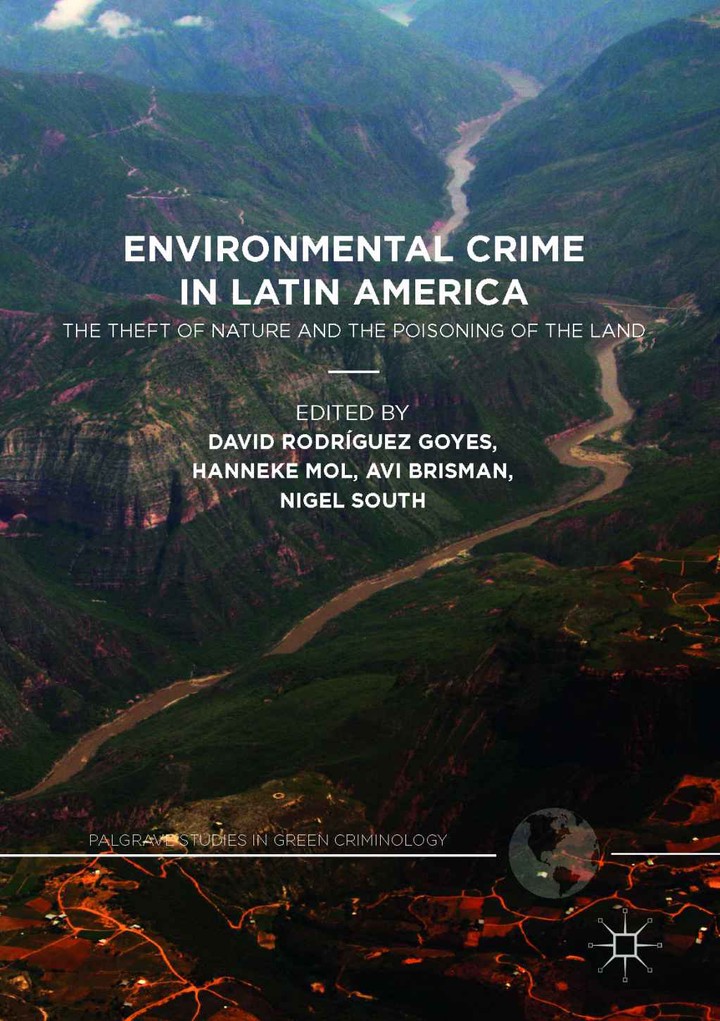 ENVIRONMENTAL CRIME
IN LATIN AMERICA
THE THEFT OF NATURE AND THE POISONING OF THE LAND
EDITED BY
DAVID RODRÍGUEZ GOYES,
HANNEKE MOL, AVI BRISMAN,
NIGEL SOUTH
PALGRAVE STUDIES IN GREEN CRIMINOLOGY